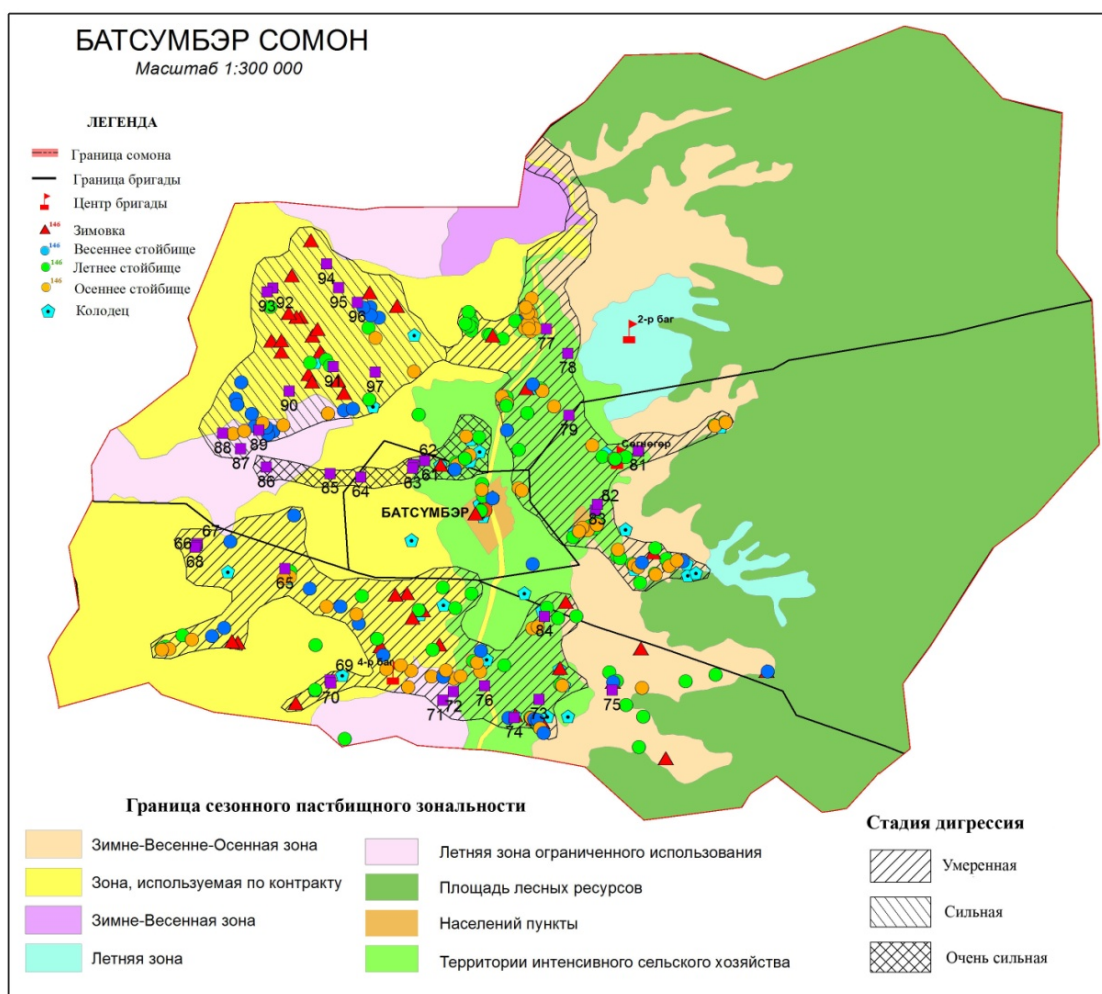 БАТСУМБЭР СОМОН
Масштаб 1:300 000
ЛЕГЕНДА
Граница сомона
Граница бригады
Центр бригады
146 Зимовка
146 Весеннее стойбище
146 Летнее стойбище
146 Осеннее стойбище
Колодец
94
93 92 95
96
2-р баг
77
78
91 97
90
79
88 89
87
62
Сөгнөгөр
81
86 85 64 63 61
82
83
БАТСҮМБЭР
66 67
68
65
84
69 4-р баг
70
71 72 76 73 75
74
Граница сезонного пастбищного зональности
Зимне-Весенне-Осенная зона
Зона, используемая по контракту
Зимне-Весенная зона
Летняя зона
Летняя зона ограниченного использования
Площадь лесных ресурсов
Населений пункты
Территории интенсивного сельского хозяйства
Стадия дигрессия
Умеренная
Сильная
Очень сильная